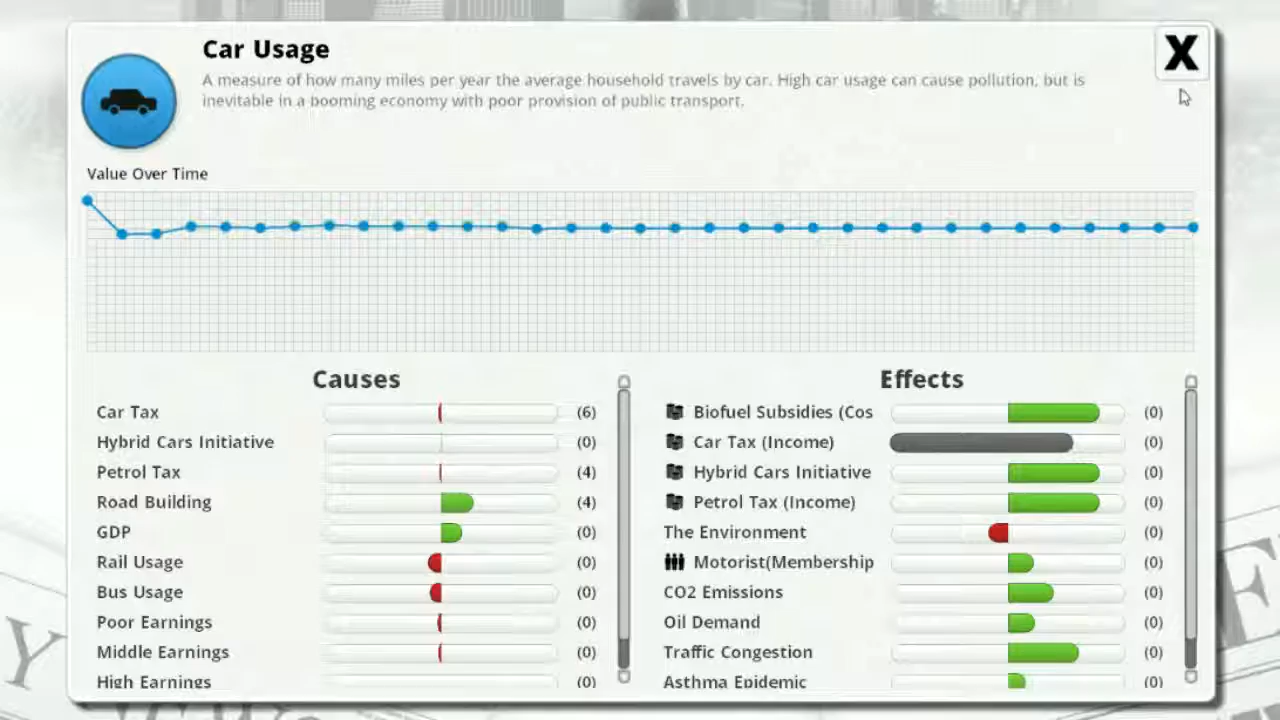 Car Usage
X
A measure of how many miles per year the average household travels by car. High car usage can cause pollution, but is
inevitable in a booming economy with poor provision of public transport.
Value Over Time
Causes
Car Tax (6)
Hybrid Cars Initiative (0)
Petrol Tax (4)
Road Building (4)
GDP (0)
Rail Usage (0)
Bus Usage (0)
Poor Earnings (0)
Middle Earnings (0)
High Earnings (0)
Effects
Biofuel Subsidies (Cos (0)
Car Tax (Income) (0)
Hybrid Cars Initiative (0)
Petrol Tax (Income) (0)
The Environment (0)
Motorist(Membership (0)
CO2 Emissions (0)
Oil Demand (0)
Traffic Congestion (0)
Asthma Epidemic (0)